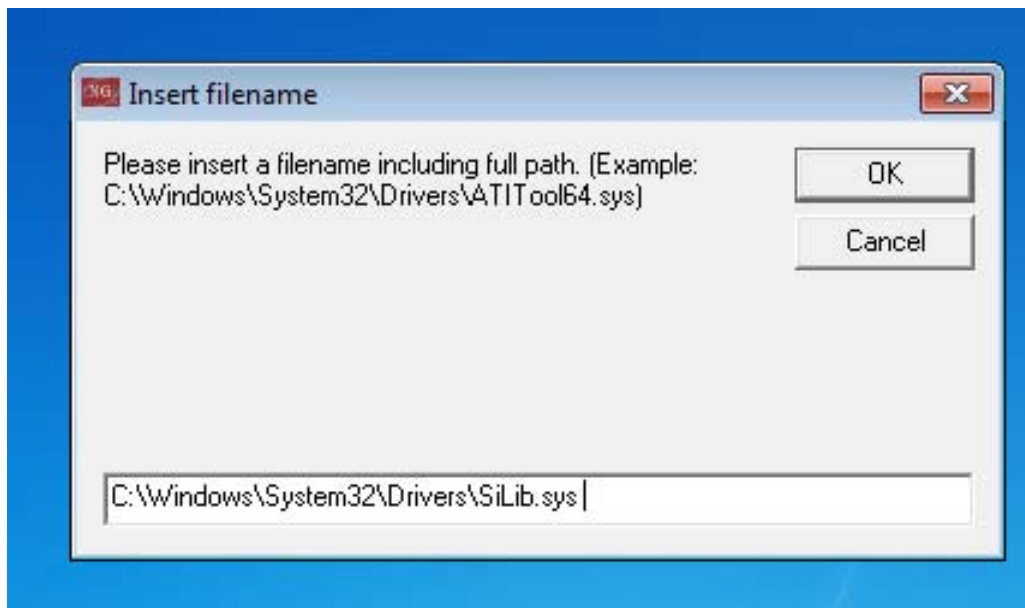 Insert filename
Please insert a filename including full path. (Example:
C:\Windows\System32\Drivers\ATITool64.sys)
OK
Cancel
C:\Windows\System32\Drivers\SiLib.sys